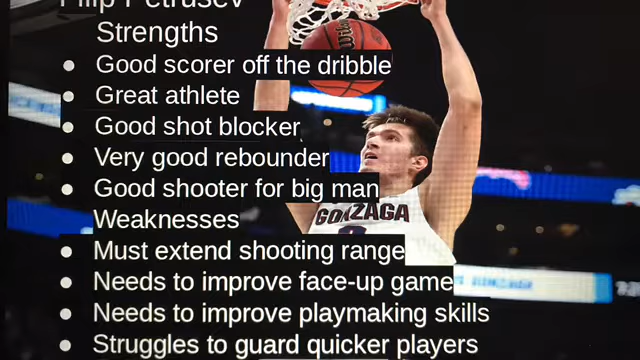 Filip Petrusev
Strengths
• Good scorer off the dribble
• Great athlete
• Good shot blocker
• Very good rebounder
• Good shooter for big man
Weaknesses
• Must extend shooting range
• Needs to improve face-up game
• Needs to improve playmaking skills
• Struggles to guard quicker players
Wilson
GONZAGA